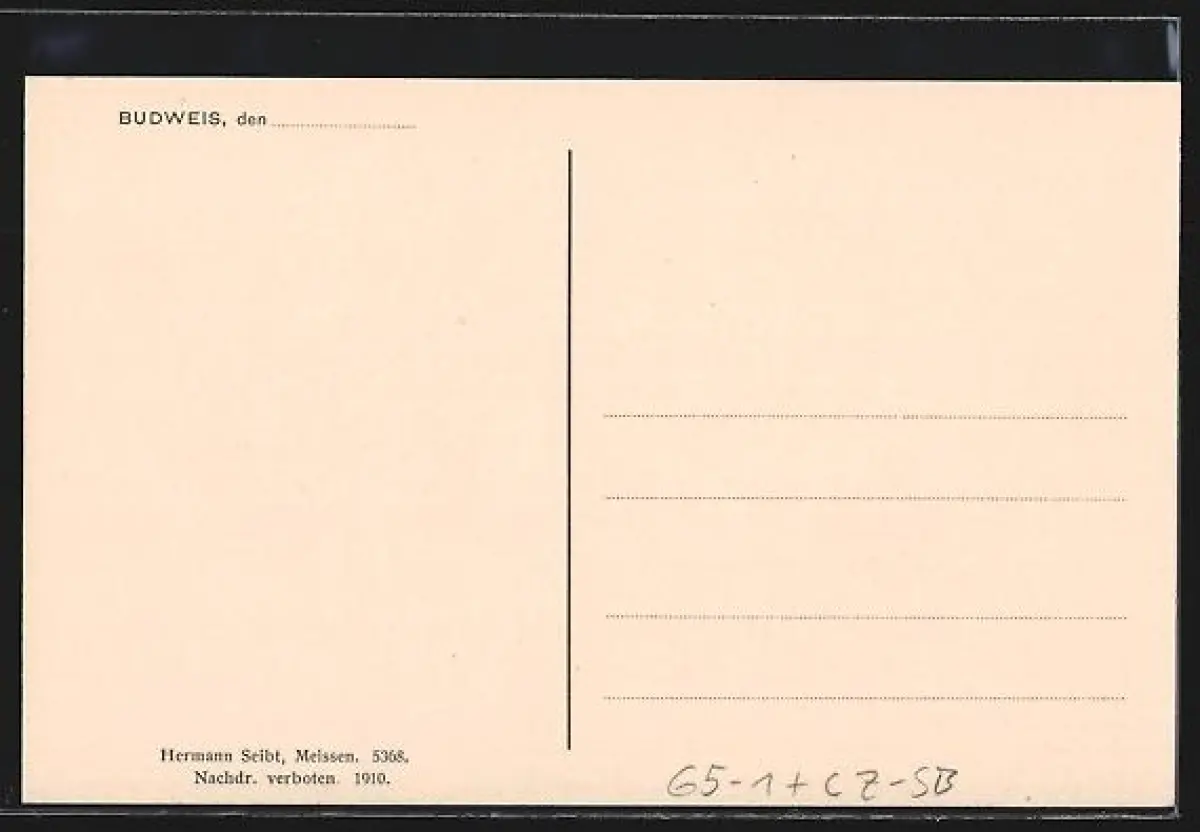 BUDWEIS, den
Hermann Seibt, Meissen. 5368.
Nachdr. verboten. 1910.
G5-1+CZ-SB